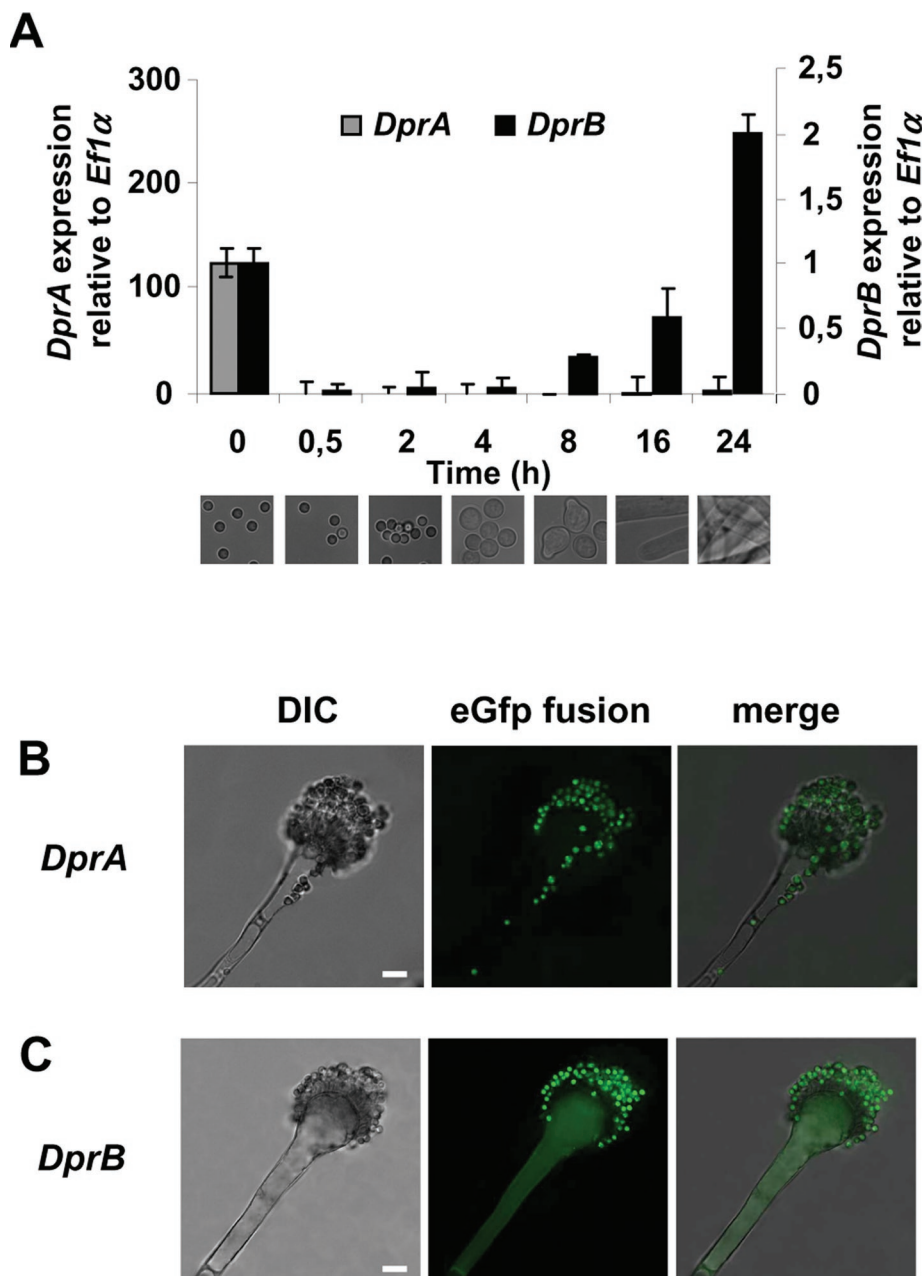 A
DprA expression
relative to Ef1α
300
200
100
0
DprA DprB
2,5
2
1,5
1
0,5
0
DprB expression
relative to Ef1α
0 0,5 2 4 8 16 24
Time (h)
DIC eGfp fusion merge
B
DprA
C
DprB